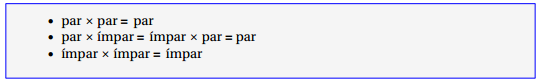 • par × par = par
• par × ímpar = ímpar × par = par
• ímpar × ímpar = ímpar